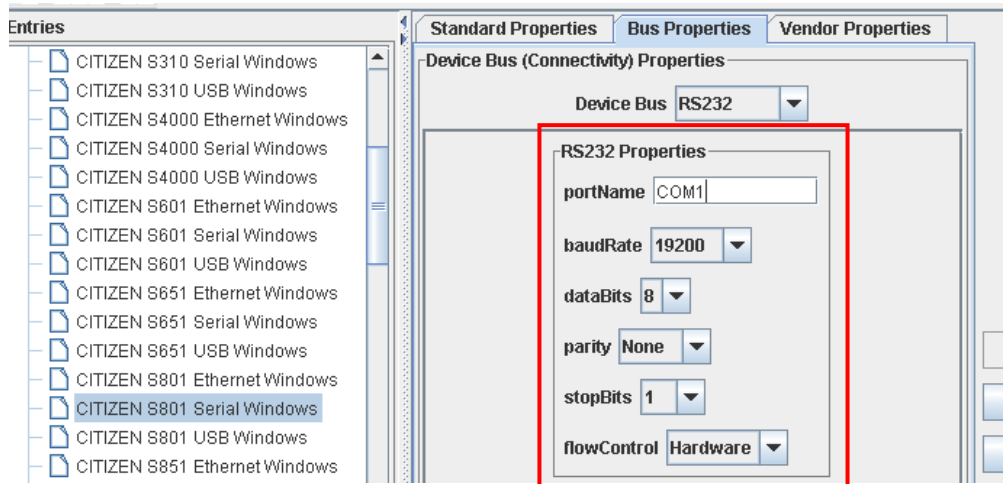 Entries
CITIZEN S310 Serial Windows
CITIZEN S310 USB Windows
CITIZEN S4000 Ethernet Windows
CITIZEN S4000 Serial Windows
CITIZEN S4000 USB Windows
CITIZEN S601 Ethernet Windows
CITIZEN S601 Serial Windows
CITIZEN S601 USB Windows
CITIZEN S651 Ethernet Windows
CITIZEN S651 Serial Windows
CITIZEN S651 USB Windows
CITIZEN S801 Ethernet Windows
CITIZEN S801 Serial Windows
CITIZEN S801 USB Windows
CITIZEN S851 Ethernet Windows
Standard Properties Bus Properties Vendor Properties
Device Bus (Connectivity) Properties
Device Bus RS232
RS232 Properties
portName COM1
baudRate 19200
dataBits 8
parity None
stopBits 1
flowControl Hardware